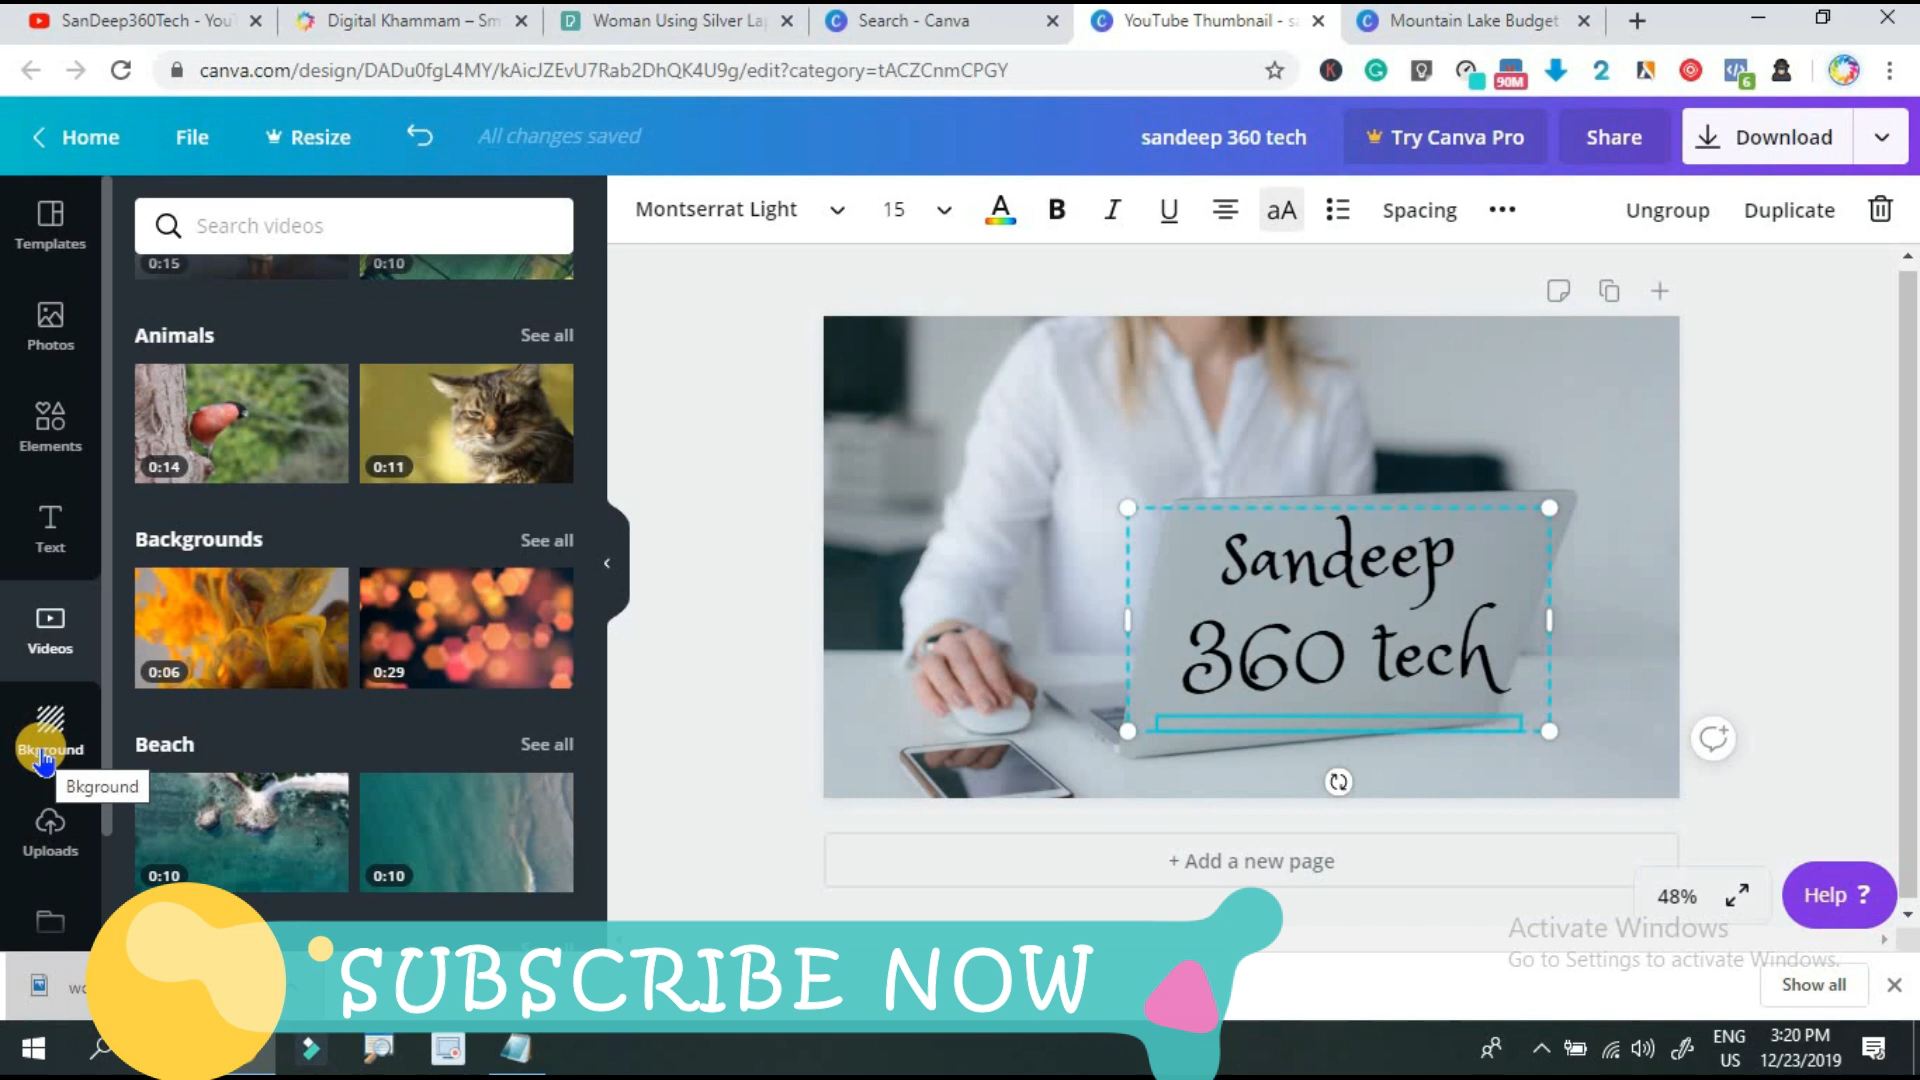 SanDeep360Tech - You
Digital Khammam – Sm
Woman Using Silver La
Search - Canva
YouTube Thumbnail - s
Mountain Lake Budget
canva.com/design/DADu0fgL4MY/kAicJZEvU7Rab2DhQK4U9g/edit?category=tACZCnmCPGY
90M
2
6
Home
File
Resize
All changes saved
sandeep 360 tech
Try Canva Pro
Share
Download
Montserrat Light
15
A
B
I
U
aA
Spacing
Ungroup
Duplicate
Templates
Photos
Elements
Text
Videos
Bkground
Bkground
Uploads
Search videos
0:15
0:10
Animals
See all
0:14
0:11
Backgrounds
See all
0:06
0:29
Beach
See all
0:10
0:10
sandeep
360 tech
+ Add a new page
48%
Help ?
Activate Windows
Go to Settings to activate Windows.
Show all
SUBSCRIBE NOW
ENG
US
3:20 PM
12/23/2019